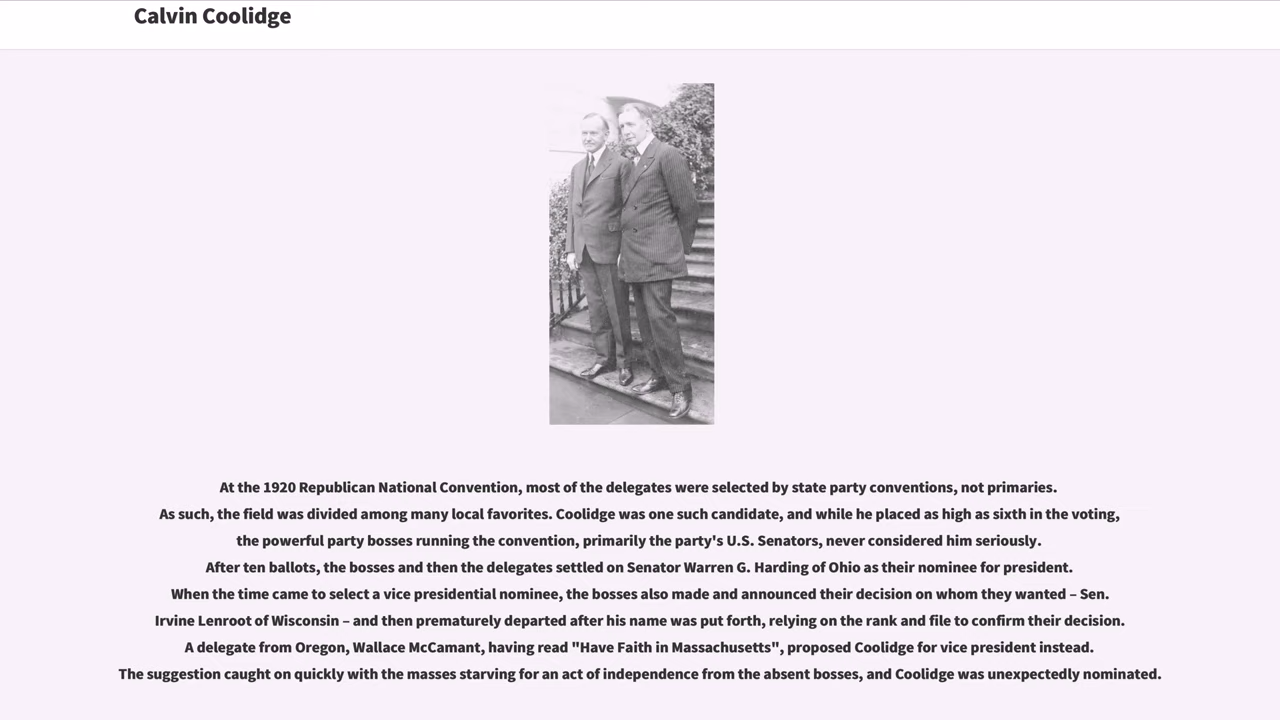 Calvin Coolidge
At the 1920 Republican National Convention, most of the delegates were selected by state party conventions, not primaries.
As such, the field was divided among many local favorites. Coolidge was one such candidate, and while he placed as high as sixth in the voting,
the powerful party bosses running the convention, primarily the party's U.S. Senators, never considered him seriously.
After ten ballots, the bosses and then the delegates settled on Senator Warren G. Harding of Ohio as their nominee for president.
When the time came to select a vice presidential nominee, the bosses also made and announced their decision on whom they wanted – Sen.
Irvine Lenroot of Wisconsin – and then prematurely departed after his name was put forth, relying on the rank and file to confirm their decision.
A delegate from Oregon, Wallace McCamant, having read "Have Faith in Massachusetts", proposed Coolidge for vice president instead.
The suggestion caught on quickly with the masses starving for an act of independence from the absent bosses, and Coolidge was unexpectedly nominated.